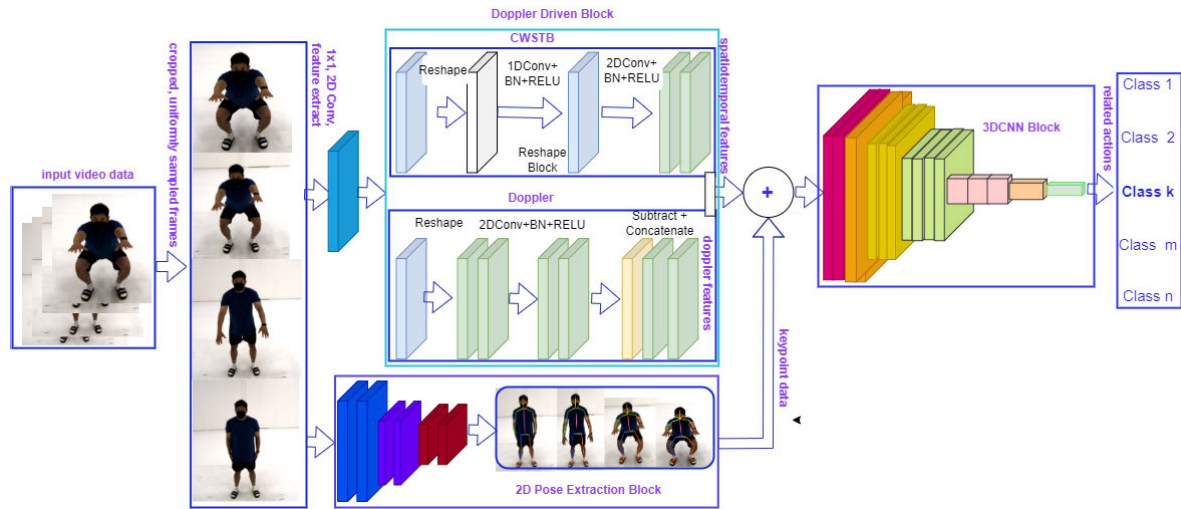 Doppler Driven Block
CWSTB
input video data
cropped, uniformly sampled frames
1x1, 2D Conv,
feature extract
Reshape
1DConv+
BN+RELU
2DConv+
BN+RELU
Reshape
Block
spatiotemporal features
Doppler
Reshape
2DConv+BN+RELU
Subtract +
Concatenate
doppler features
+
keypoint data
2D Pose Extraction Block
3DCNN Block
related actions
Class 1
Class 2
Class k
Class m
Class n